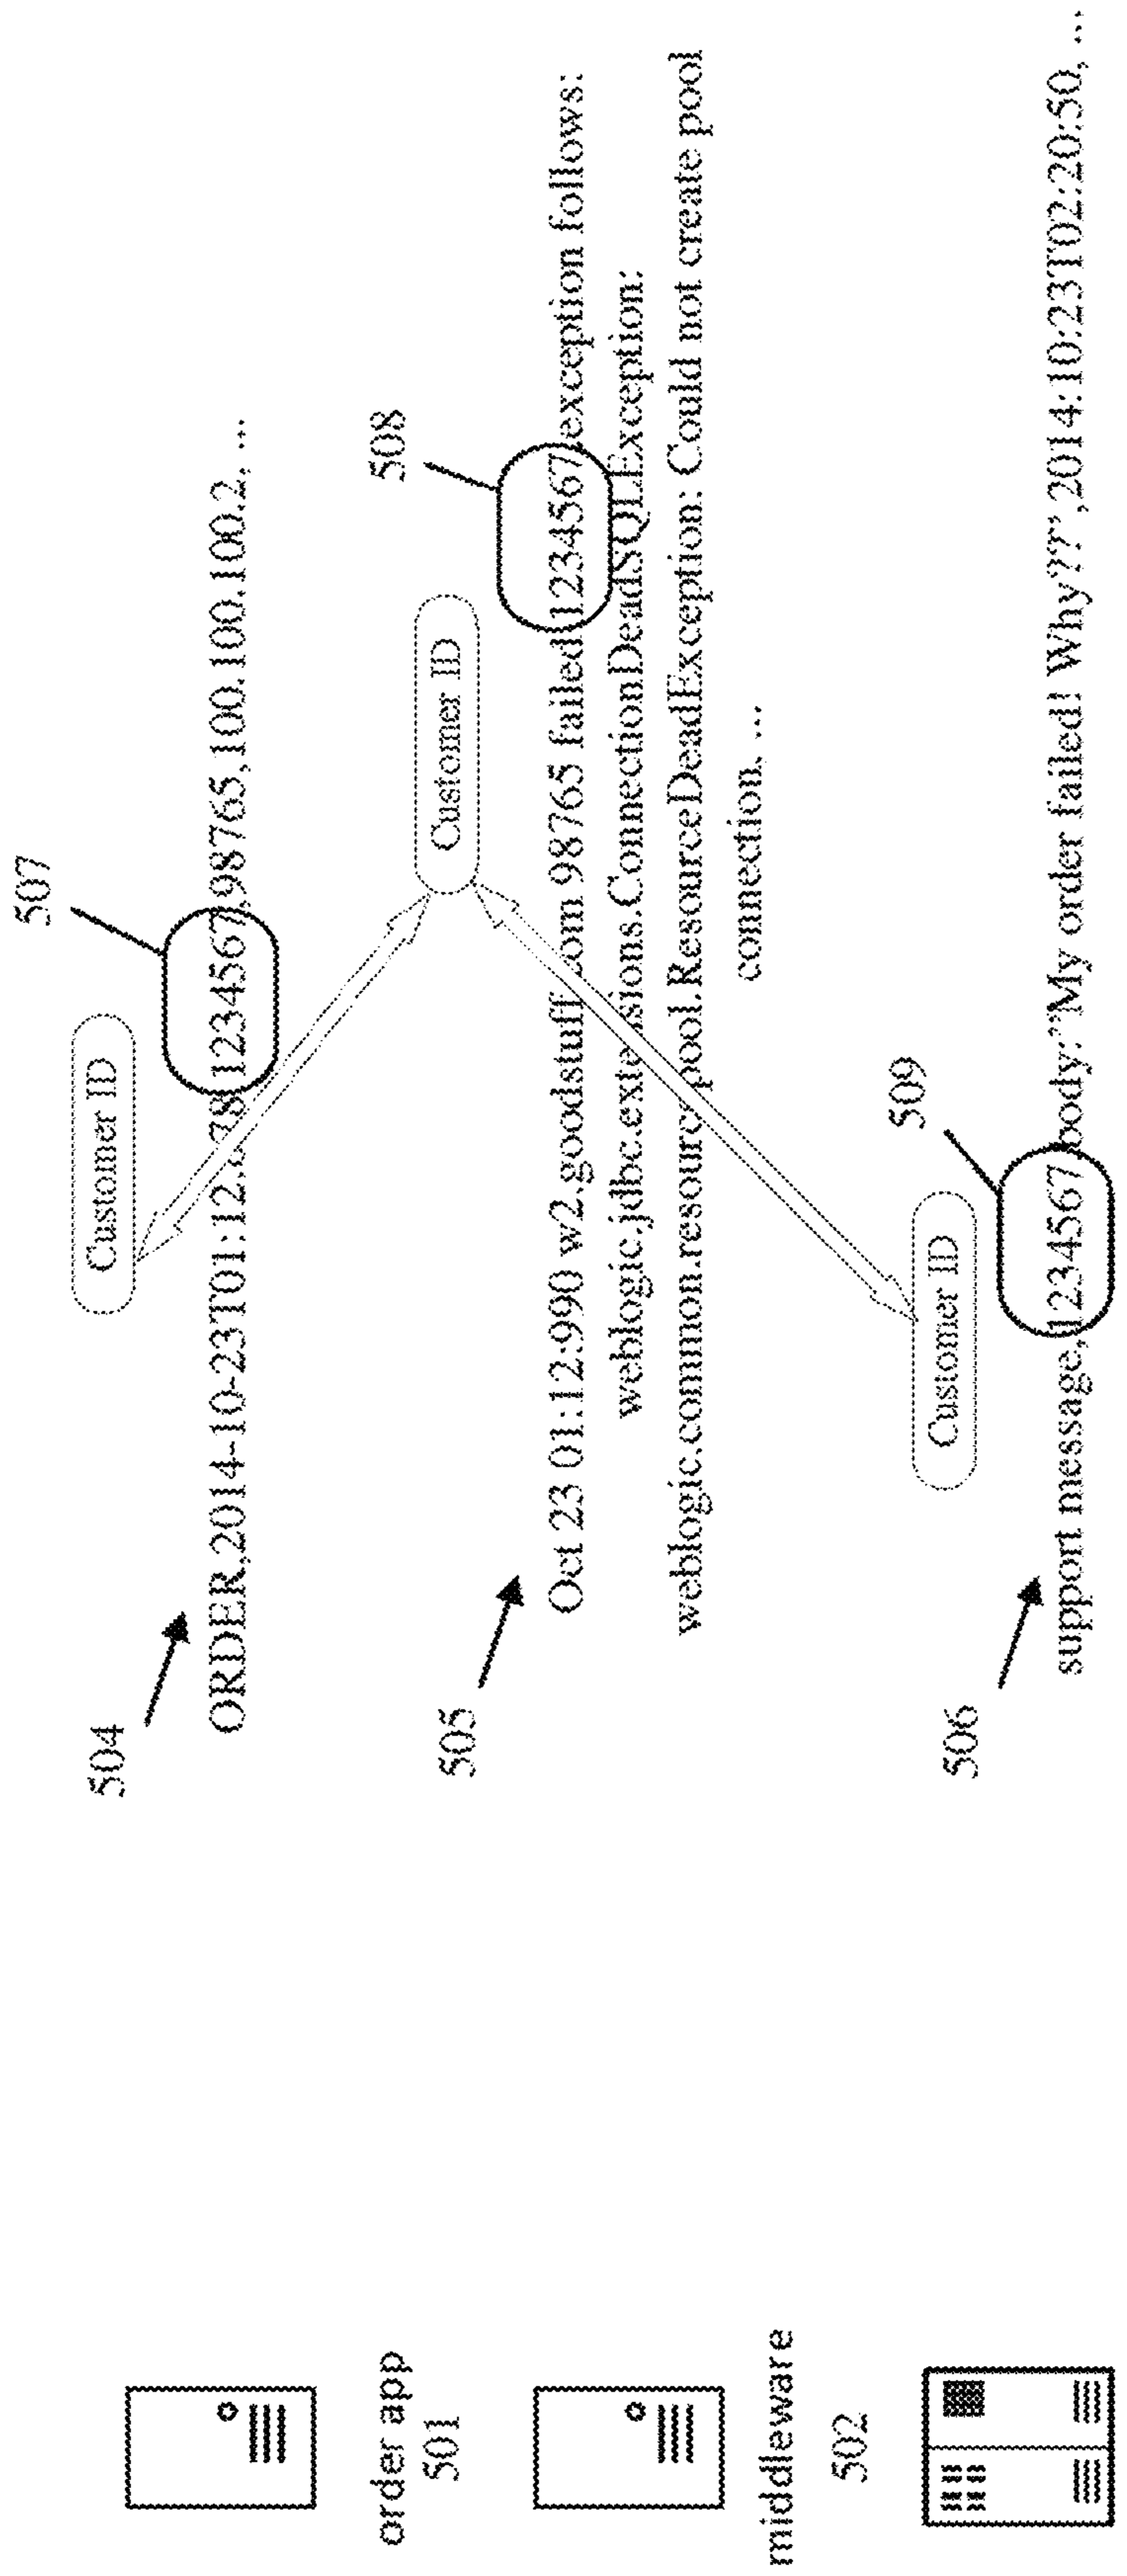 504
507
Customer ID
ORDER,2014-10-23T01:12: 1234567,98765,100.100.100.2, ...
order app
501
505
508
Customer ID
Oct 23 01:12:990 w2.goodstuff.com 98765 failed 1234567 exception follows:
weblogic.jdbc.extensions.ConnectionDeadSQLException:
weblogic.common.resourcepool.ResourceDeadException: Could not create pool
connection, ...
middleware
502
506
509
Customer ID
support message, 1234567 body:"My order failed! Why??",2014:10:23T02:20:50, ...